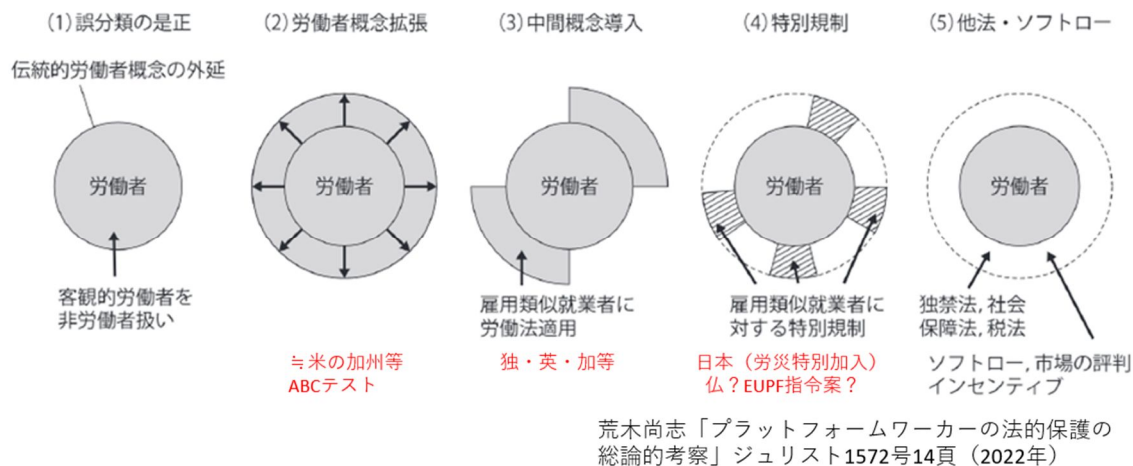 (1)誤分類の是正
(2)労働者概念拡張
(3)中間概念導入
(4)特別規制
(5)他法・ソフトロー
伝統的労働者概念の外延
労働者
労働者
労働者
労働者
労働者
客観的労働者を
非労働者扱い
雇用類似就業者に
労働法適用
雇用類似就業者に
対する特別規制
独禁法, 社会
保障法, 税法
≒米の加州等
ABCテスト
独・英・加等
日本（労災特別加入）
仏？EUPF指令案？
ソフトロー, 市場の評判
インセンティブ
荒木尚志「プラットフォームワーカーの法的保護の
総論的考察」ジュリスト1572号14頁（2022年）